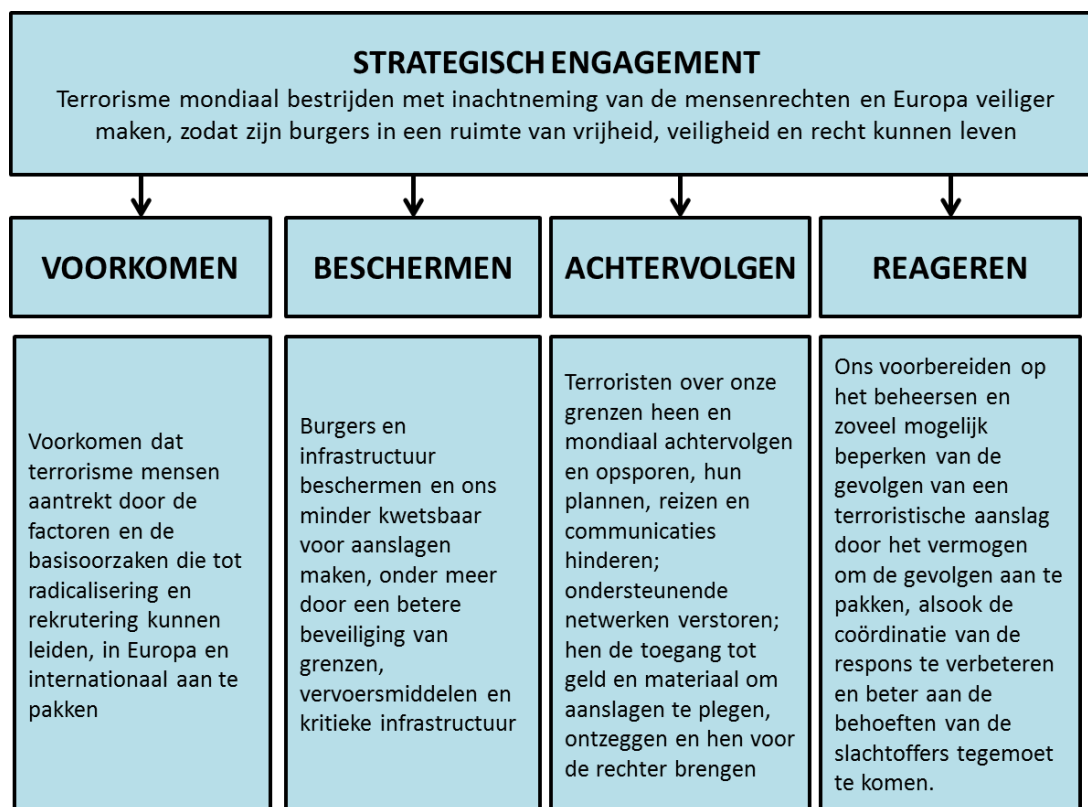 STRATEGISCH ENGAGEMENT
Terrorisme mondiaal bestrijden met inachtneming van de mensenrechten en Europa veiliger
maken, zodat zijn burgers in een ruimte van vrijheid, veiligheid en recht kunnen leven
VOORKOMEN
BESCHERMEN
ACHTERVOLGEN
REAGEREN
Voorkomen dat
terrorisme mensen
aantrekt door de
factoren en de
basisoorzaken die tot
radicalisering en
rekrutering kunnen
leiden, in Europa en
internationaal aan te
pakken
Burgers en
infrastructuur
beschermen en ons
minder kwetsbaar
voor aanslagen
maken, onder meer
door een betere
beveiliging van
grenzen,
vervoersmiddelen en
kritieke infrastructuur
Terroristen over onze
grenzen heen en
mondiaal achtervolgen
en opsporen, hun
plannen, reizen en
communicaties
hinderen;
ondersteunende
netwerken verstoren;
hen de toegang tot
geld en materiaal om
aanslagen te plegen,
ontzeggen en hen voor
de rechter brengen
Ons voorbereiden op
het beheersen en
zoveel mogelijk
beperken van de
gevolgen van een
terroristische aanslag
door het vermogen
om de gevolgen aan te
pakken, alsook de
coördinatie van de
respons te verbeteren
en beter aan de
behoeften van de
slachtoffers tegemoet
te komen.